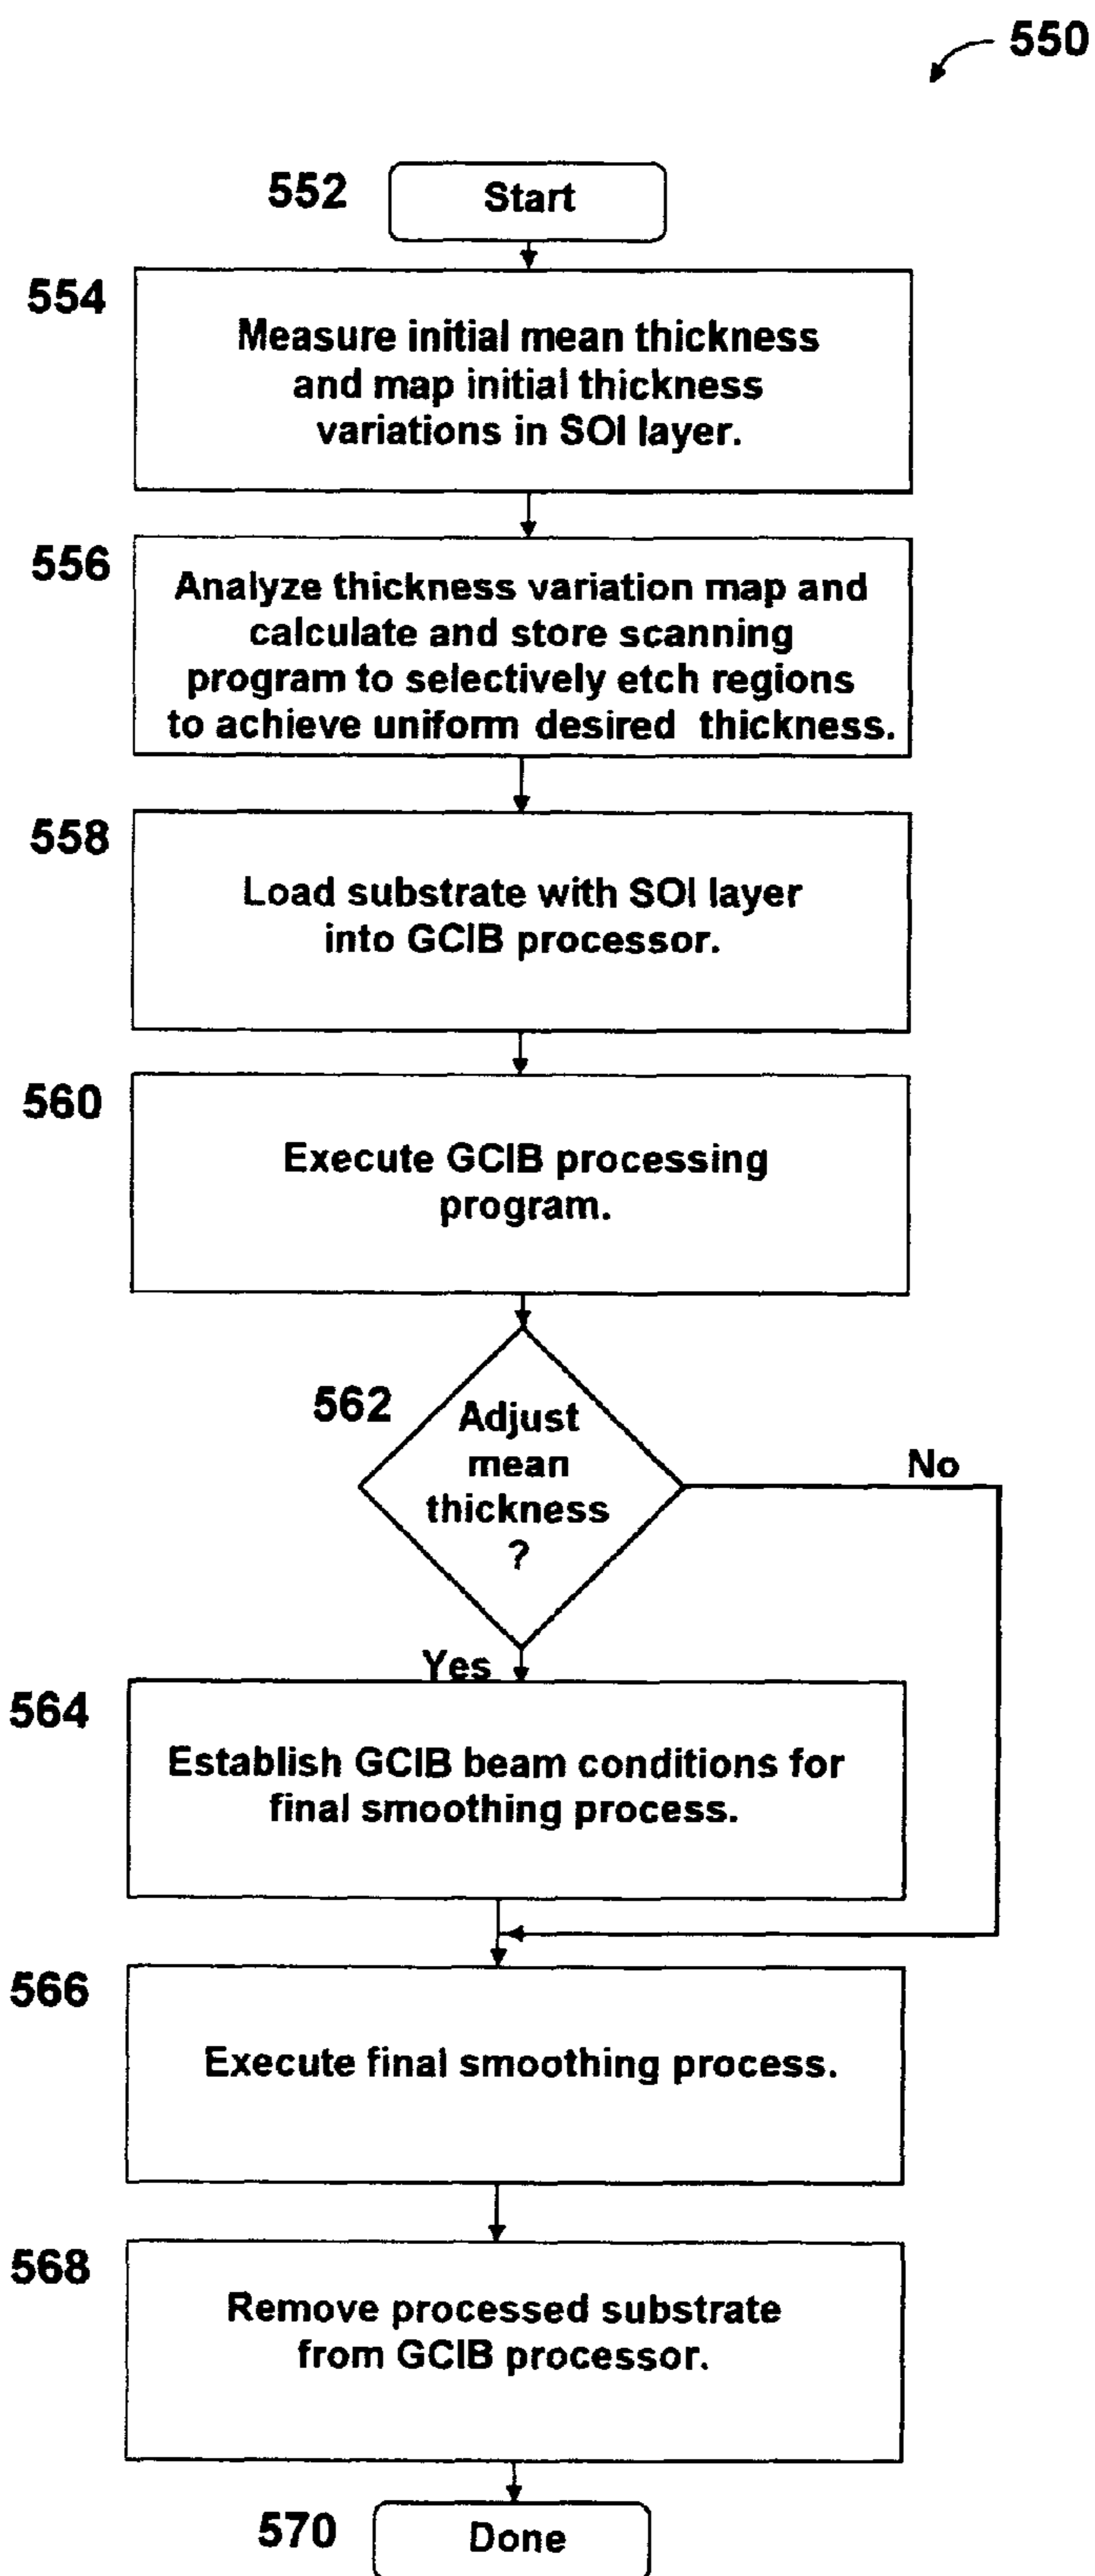 550
552
Start
554
Measure initial mean thickness
and map initial thickness
variations in SOI layer.
556
Analyze thickness variation map and
calculate and store scanning
program to selectively etch regions
to achieve uniform desired thickness.
558
Load substrate with SOI layer
into GCIB processor.
560
Execute GCIB processing
program.
562
Adjust
mean
thickness
?
No
Yes
564
Establish GCIB beam conditions for
final smoothing process.
566
Execute final smoothing process.
568
Remove processed substrate
from GCIB processor.
570
Done